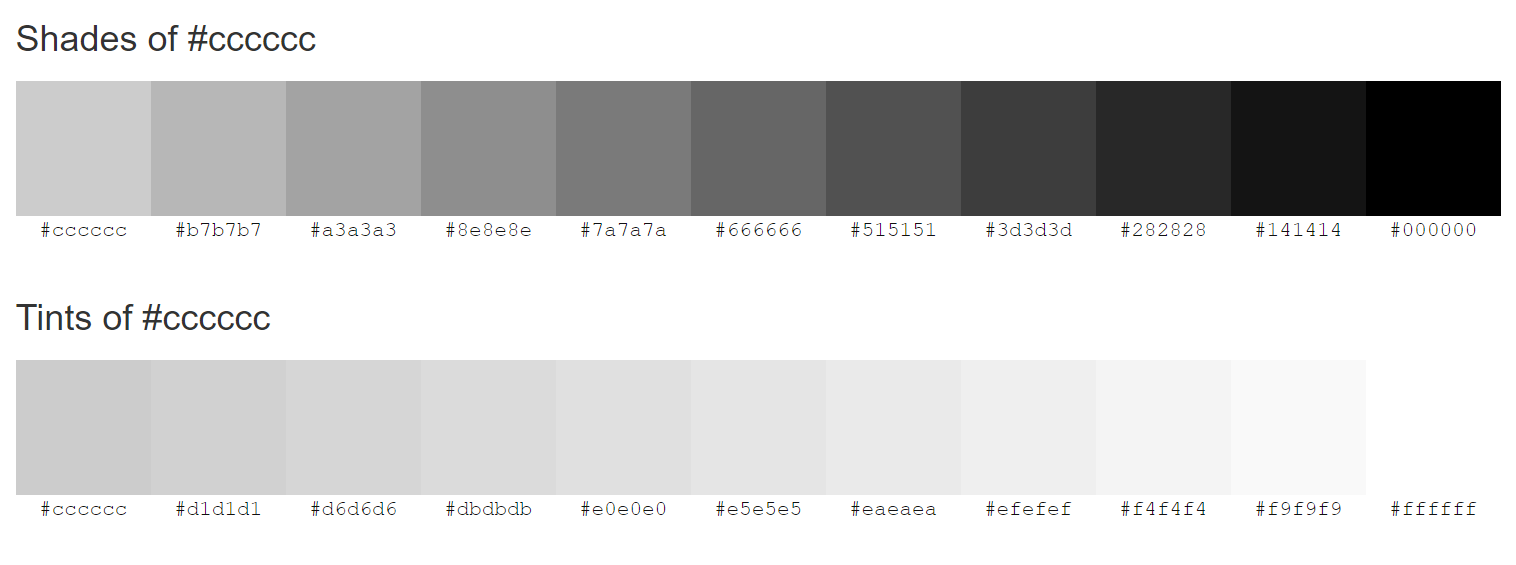 Shades of #cccccc
#cccccc #b7b7b7 #a3a3a3 #8e8e8e #7a7a7a #666666 #515151 #3d3d3d #282828 #141414 #000000
Tints of #cccccc
#cccccc #d1d1d1 #d6d6d6 #dbdbdb #e0e0e0 #e5e5e5 #eaeaea #efefef #f4f4f4 #f9f9f9 #ffffff